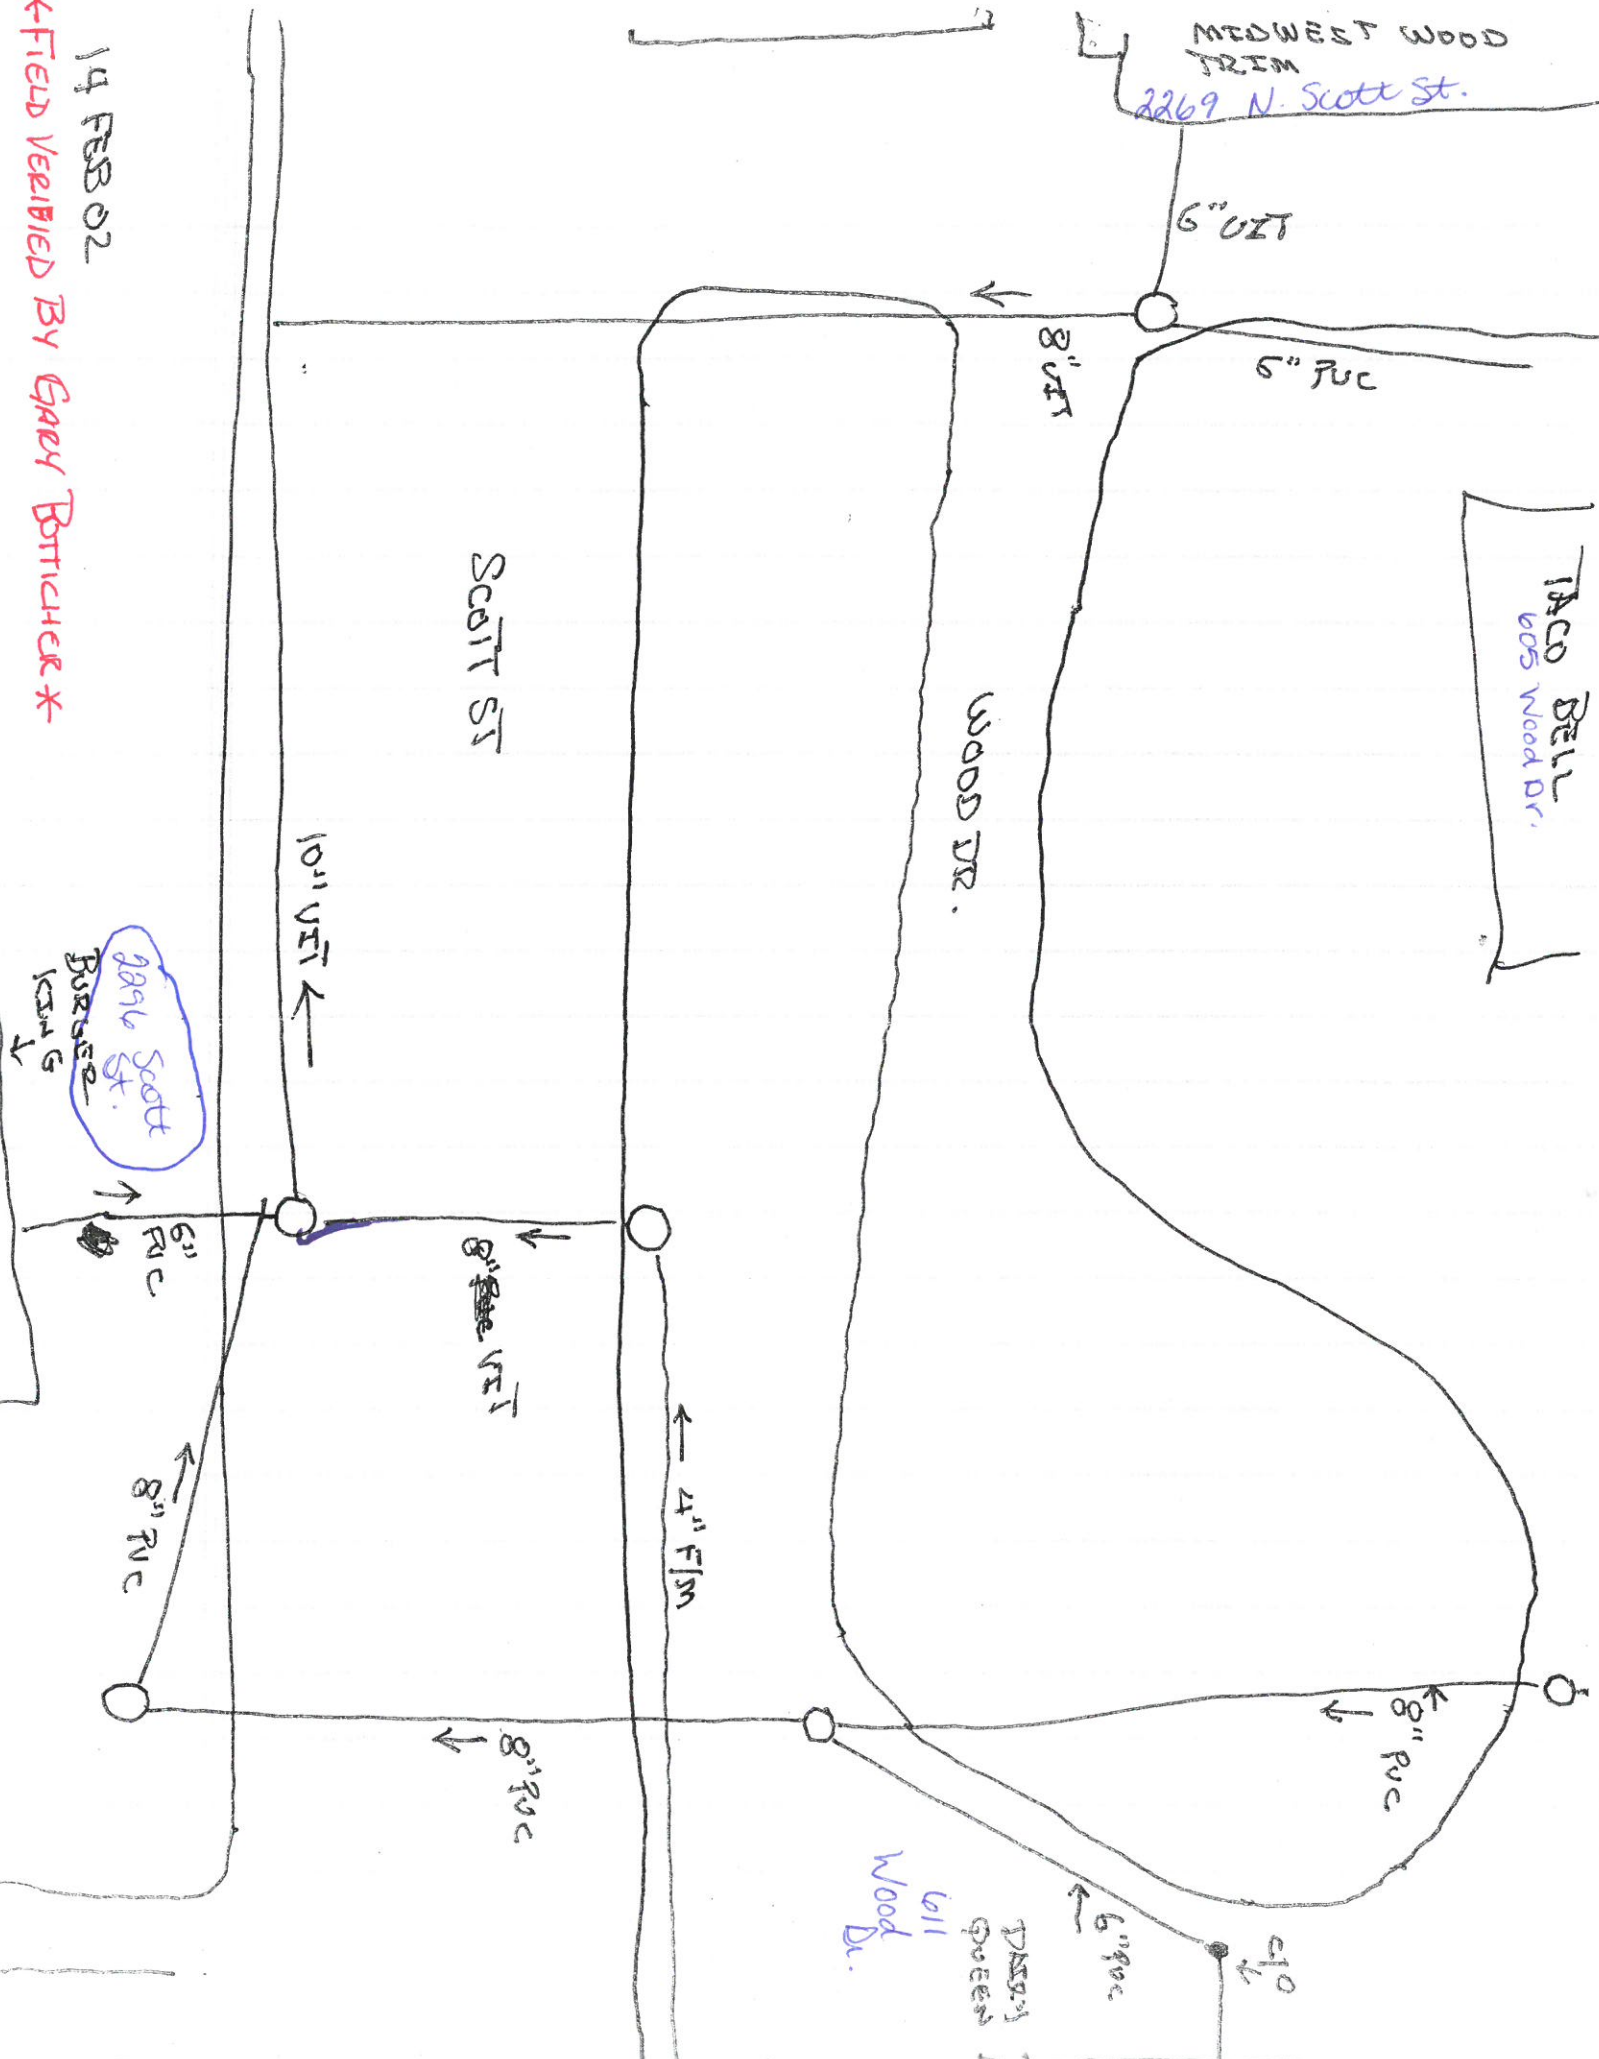 MIDWEST WOOD
TRIM
2269 N. Scott St.
6" VIT
8" VIT
6" PVC
TACO BELL
605 Wood Dr.
WOOD DR.
SCOTT ST
10" VIT
14 FEB 02
*FIELD VERIBIED BY GARY BOTTICHER*
2296 Scott
St.
BURGER
KING
6"
PVC
8" VIT
4" F/M
8" PVC
8" PVC
8" PVC
6" PVC
C/O
DAIRY
QUEEN
611
Wood
Dr.